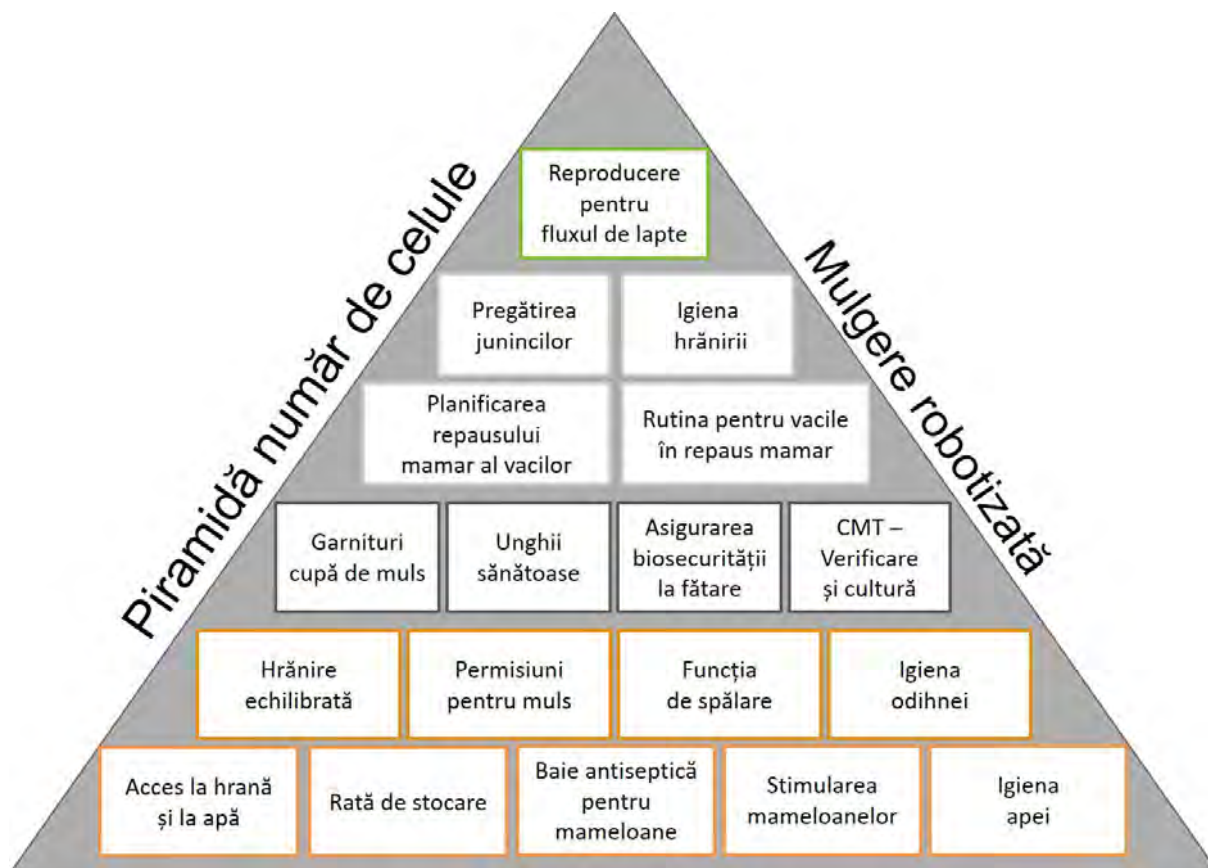 Piramidă număr de celule
Mulgere robotizată
Reproducere
pentru
fluxul de lapte
Pregătirea
junincilor
Igiena
hrănirii
Planificarea
repausului
mamar al vacilor
Rutina pentru vacile
în repaus mamar
Garnituri
cupă de muls
Unghii
sănătoase
Asigurarea
biosecurității
la fătare
CMT –
Verificare
și cultură
Hrănire
echilibrată
Permisiuni
pentru muls
Funcția
de spălare
Igiena
odihnei
Acces la hrană
și la apă
Rată de stocare
Baie antiseptică
pentru
mameloane
Stimularea
mameloanelor
Igiena
apei